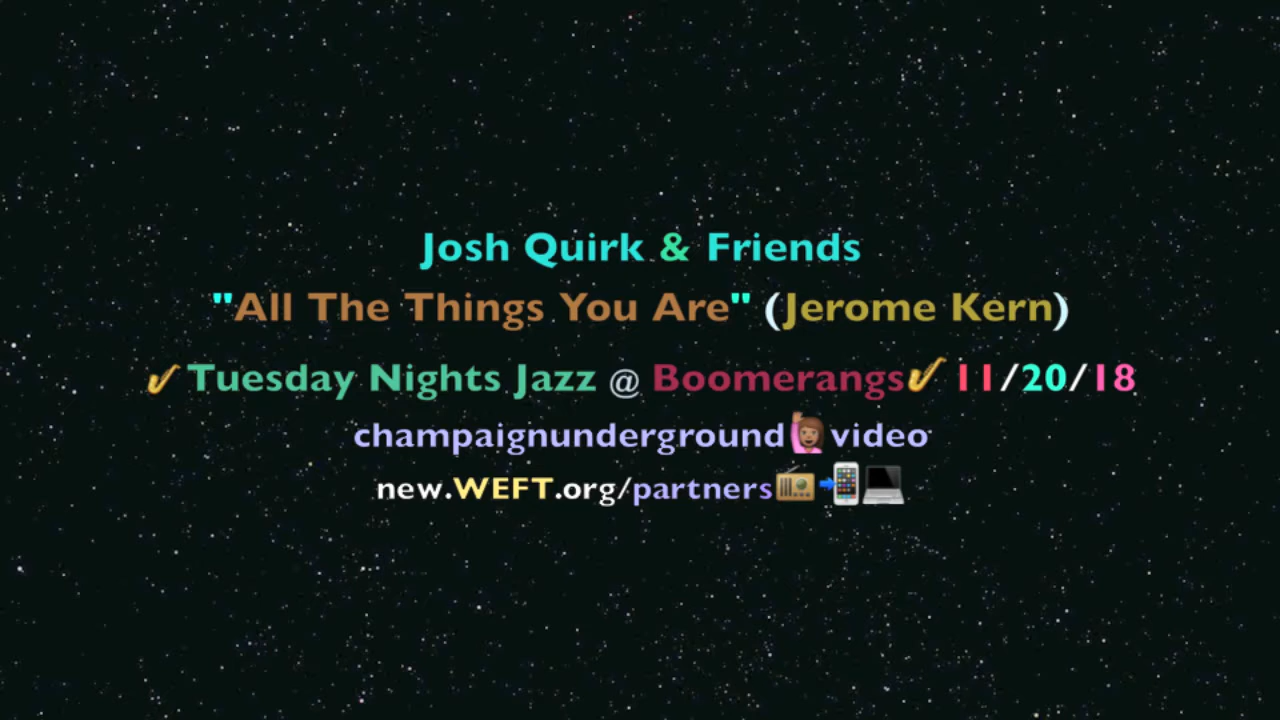 Josh Quirk & Friends
"All The Things You Are" (Jerome Kern)
Tuesday Nights Jazz @ Boomerangs 11/20/18
champaignunderground🙋🏽video
new.WEFT.org/partners📻📲💻